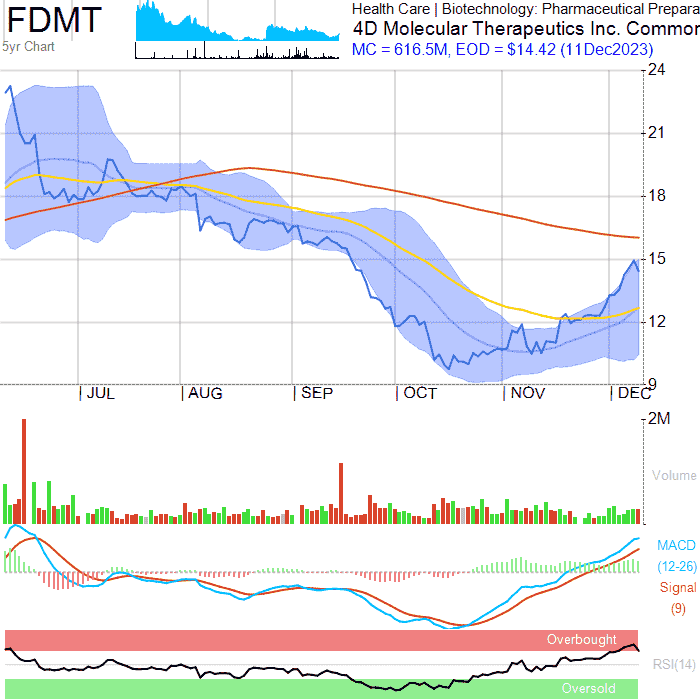 FDMT
5yr Chart
Health Care | Biotechnology: Pharmaceutical Prepara
4D Molecular Therapeutics Inc. Common
MC = 616.5M, EOD = $14.42 (11Dec2023)
24
21
18
15
12
9
JUL AUG SEP OCT NOV DEC
2M
Volume
MACD
(12-26)
Signal
(9)
Overbought
RSI(14)
Oversold